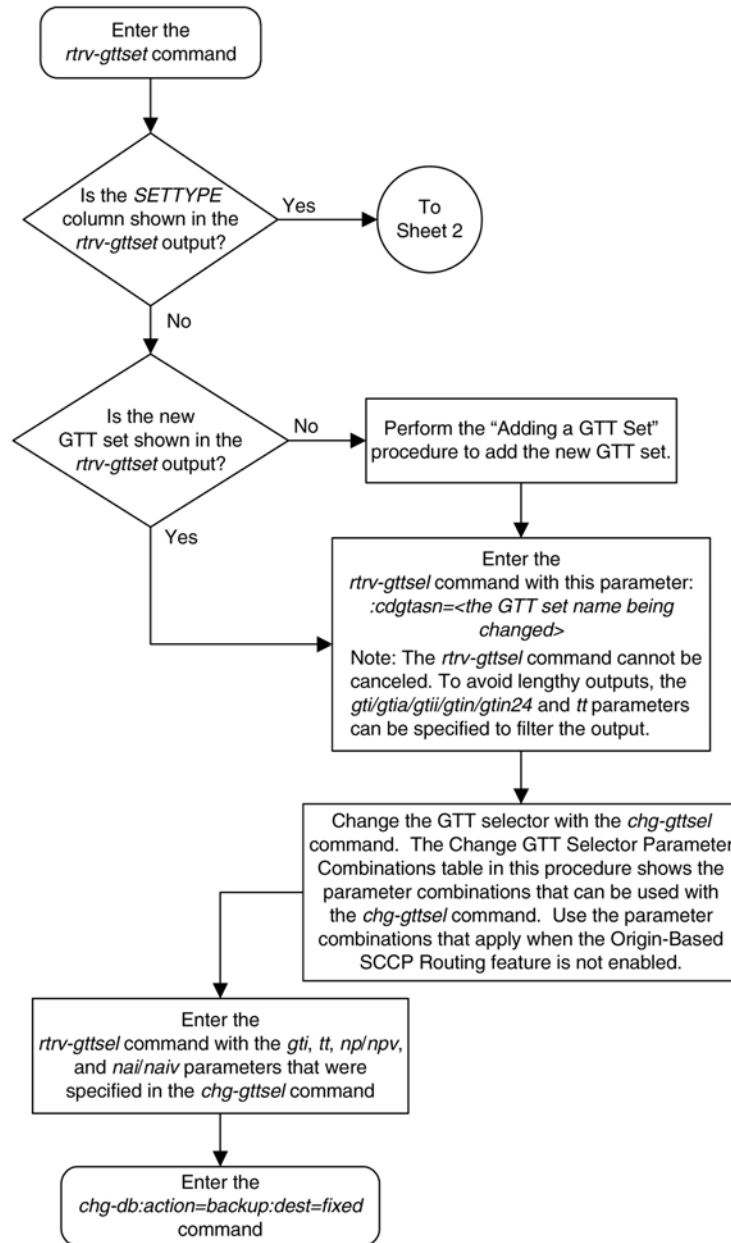 Enter the
rtrv-gttset command
Is the SETTYPE
column shown in the
rtrv-gttset output?
Yes
To
Sheet 2
No
Is the new
GTT set shown in the
rtrv-gttset output?
No
Perform the “Adding a GTT Set”
procedure to add the new GTT set.
Yes
Enter the
rtrv-gttsel command with this parameter:
:cdgtasn=<the GTT set name being
changed>
Note: The rtrv-gttsel command cannot be
canceled. To avoid lengthy outputs, the
gti/gtia/gtii/gtin/gtin24 and tt parameters
can be specified to filter the output.
Change the GTT selector with the chg-gttsel
command. The Change GTT Selector Parameter
Combinations table in this procedure shows the
parameter combinations that can be used with
the chg-gttsel command. Use the parameter
combinations that apply when the Origin-Based
SCCP Routing feature is not enabled.
Enter the
rtrv-gttsel command with the gti, tt, np/npv,
and nai/naiv parameters that were
specified in the chg-gttsel command
Enter the
chg-db:action=backup:dest=fixed
command